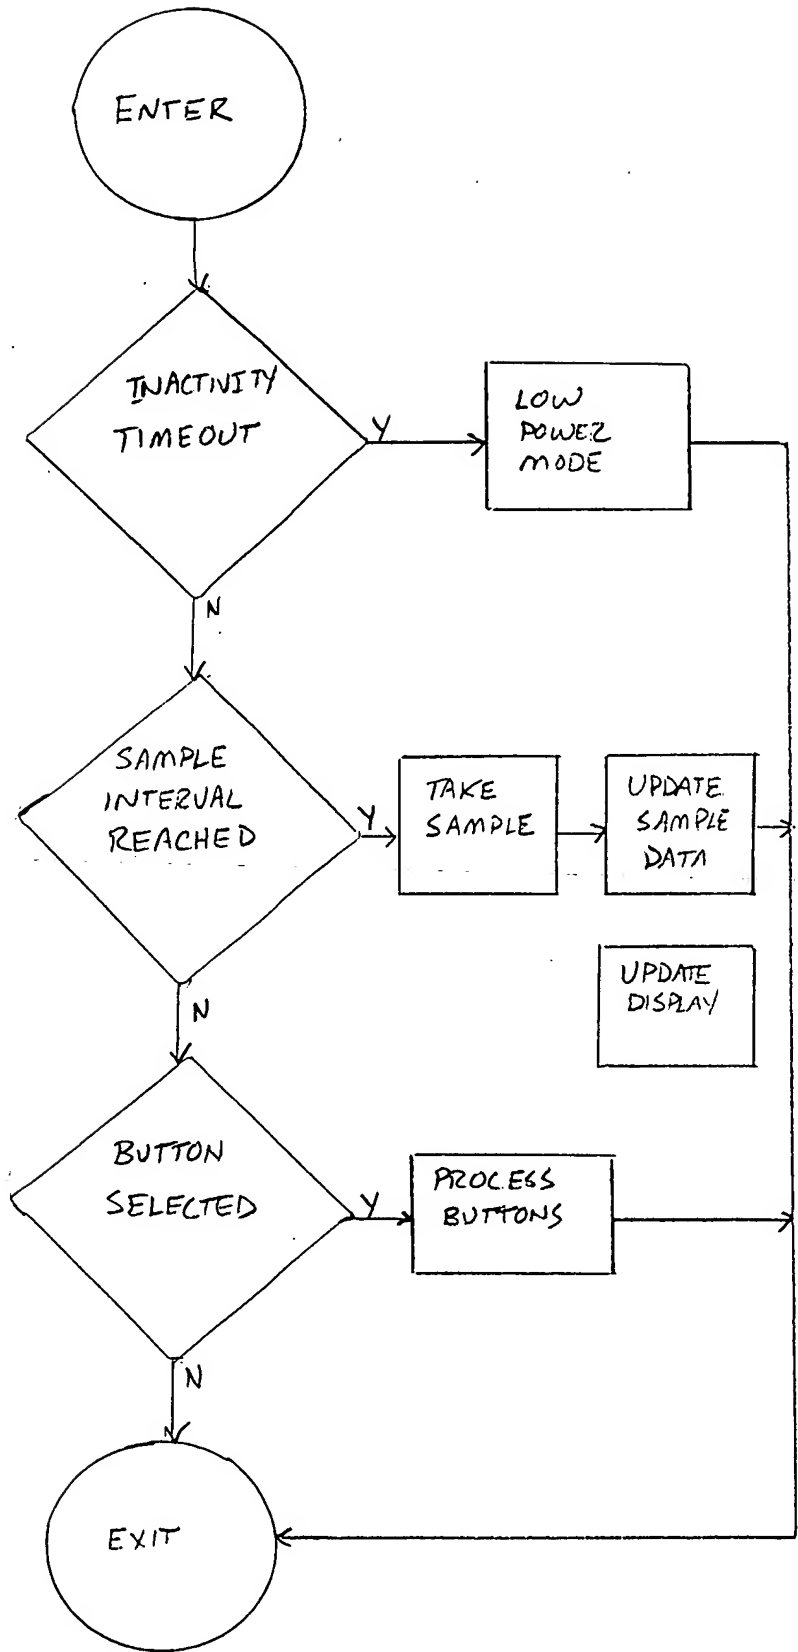 ENTER
INACTIVITY
TIMEOUT
Y
LOW
POWER
MODE
N
SAMPLE
INTERVAL
REACHED
Y
TAKE
SAMPLE
UPDATE
SAMPLE
DATA
UPDATE
DISPLAY
N
BUTTON
SELECTED
Y
PROCESS
BUTTONS
N
EXIT